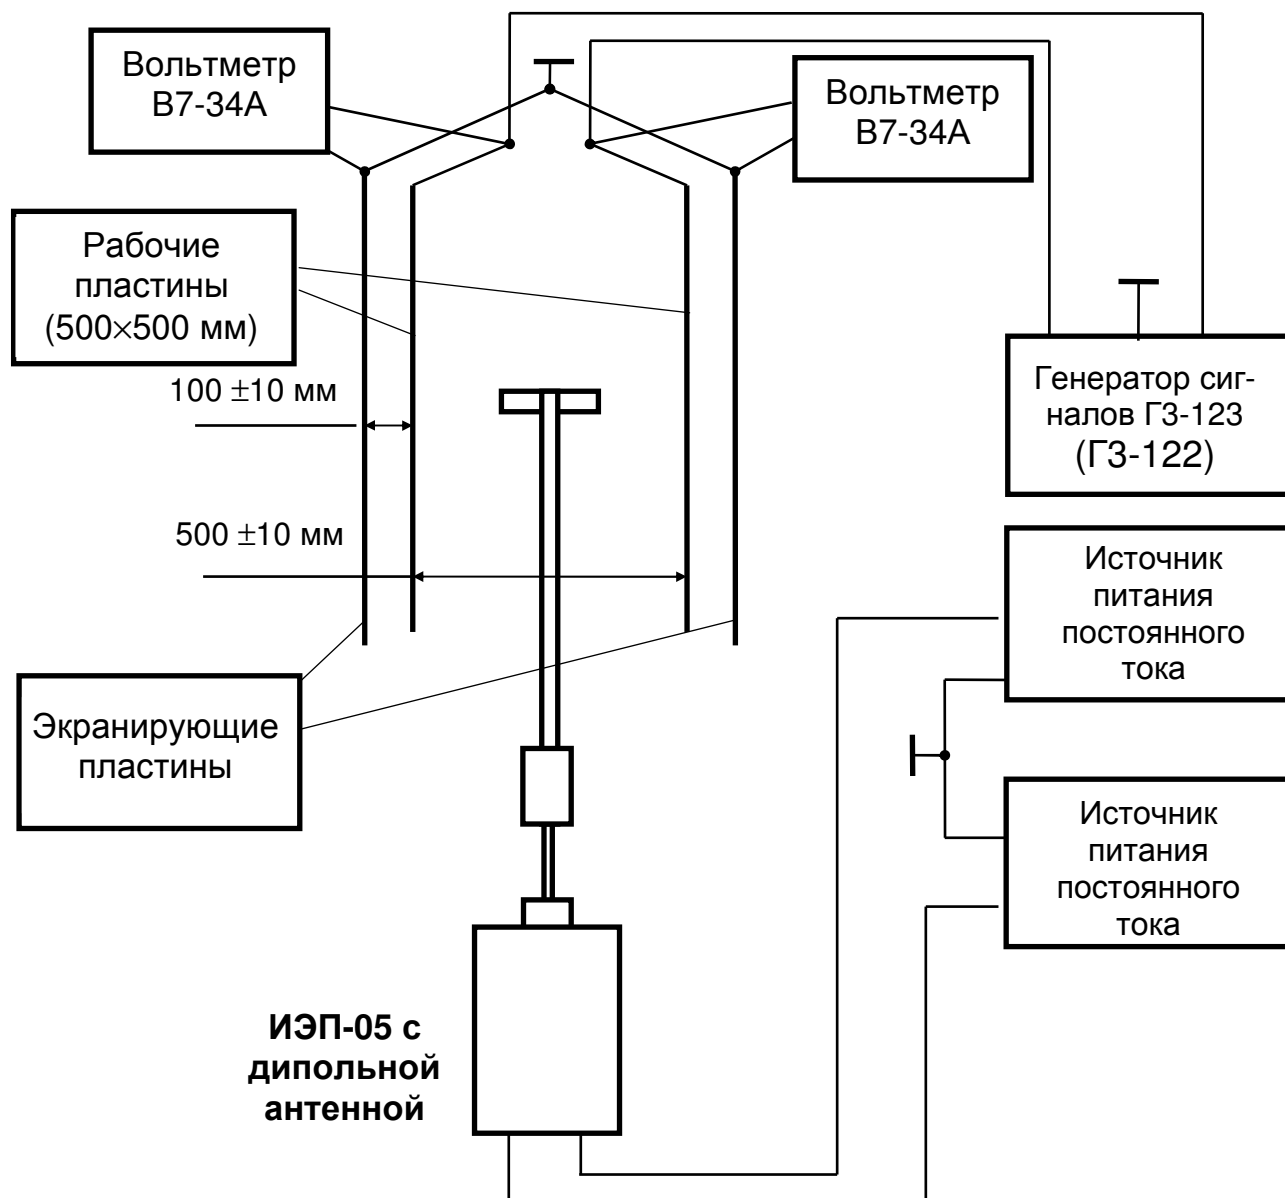 Вольтметр
В7-34А
Вольтметр
В7-34А
Рабочие
пластины
(500×500 мм)
100 ±10 мм
Генератор сиг-
налов Г3-123
(Г3-122)
500 ±10 мм
Источник
питания
постоянного
тока
Экранирующие
пластины
Источник
питания
постоянного
тока
ИЭП-05 с
дипольной
антенной